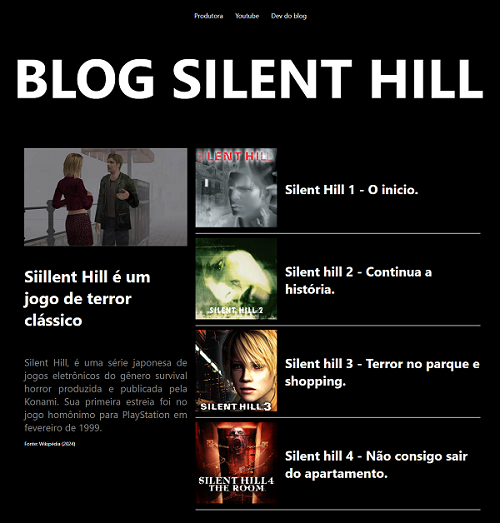 Produtora Youtube Dev do blog
BLOG SILENT HILL
Siillent Hill é um
jogo de terror
clássico
Silent Hill, é uma série japonesa de
jogos eletrônicos do gênero survival
horror produzida e publicada pela
Konami. Sua primeira estreia foi no
jogo homônimo para PlayStation em
fevereiro de 1999.
Fonte: Wikipédia (2024)
SILENT HILL
Silent Hill 1 - O inicio.
SILENT HILL 2
Silent hill 2 - Continua a
história.
SILENT HILL 3
Silent hill 3 - Terror no parque e
shopping.
SILENT HILL 4
THE ROOM
Silent hill 4 - Não consigo sair
do apartamento.